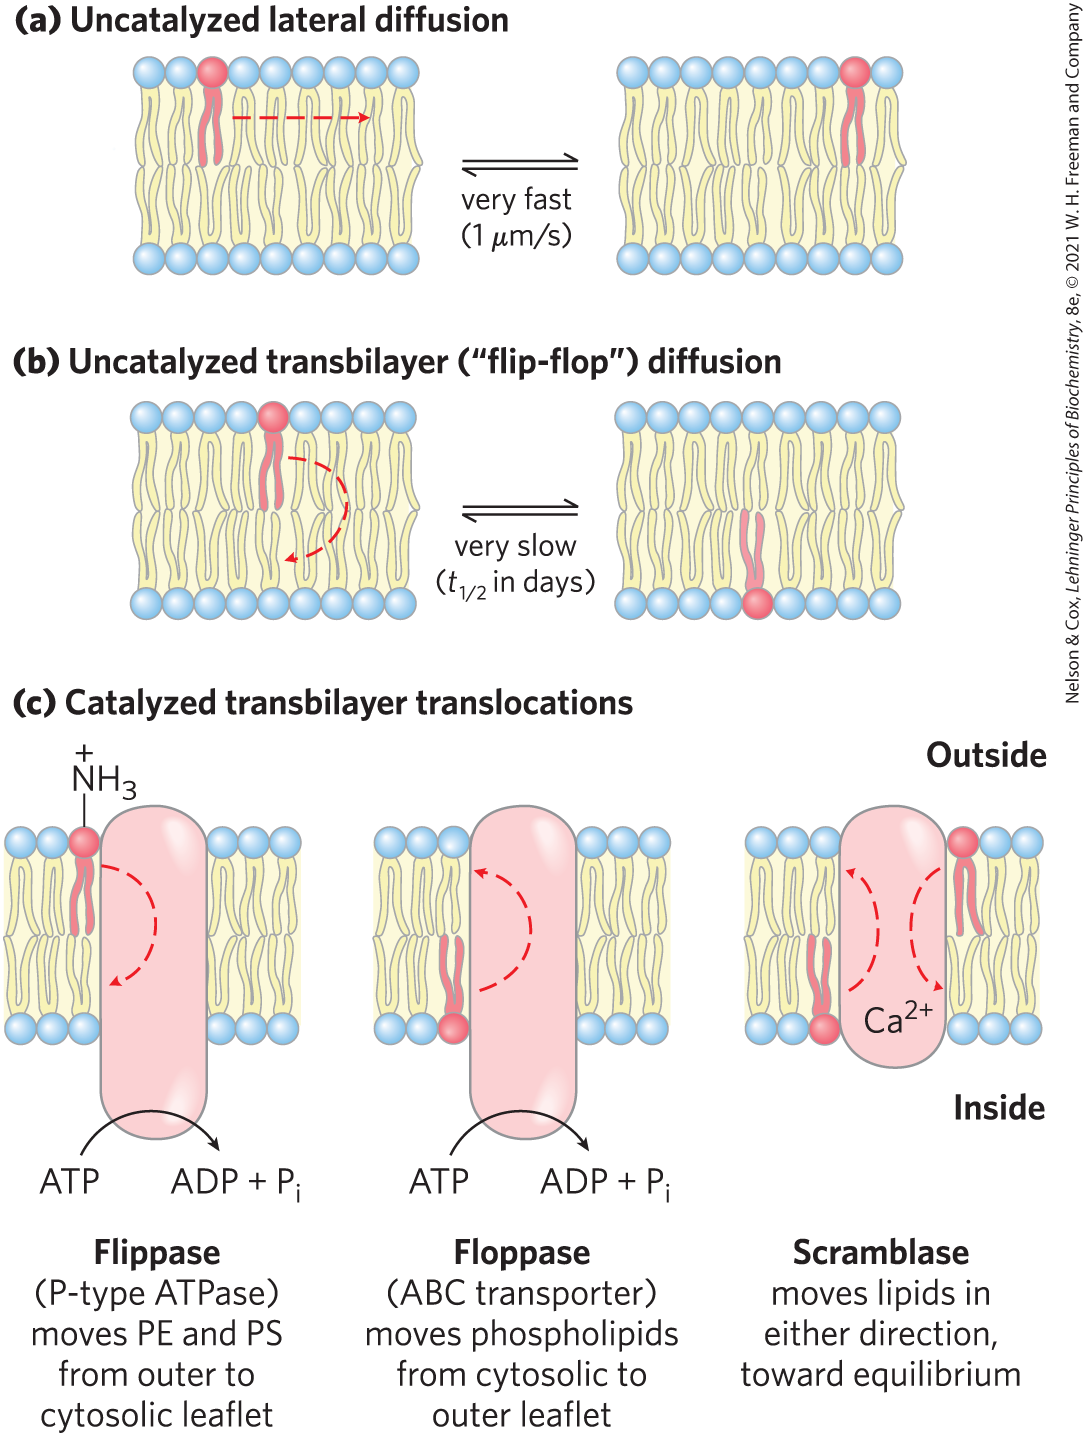 (a) Uncatalyzed lateral diffusion
very fast
(1 μm/s)
(b) Uncatalyzed transbilayer (“flip-flop”) diffusion
very slow
(t1/2 in days)
(c) Catalyzed transbilayer translocations
+
NH3
Outside
Ca2+
Inside
ATP
ADP + Pi
ATP
ADP + Pi
Flippase
(P-type ATPase)
moves PE and PS
from outer to
cytosolic leaflet
Floppase
(ABC transporter)
moves phospholipids
from cytosolic to
outer leaflet
Scramblase
moves lipids in
either direction,
toward equilibrium
Nelson & Cox, Lehninger Principles of Biochemistry, 8e, © 2021 W. H. Freeman and Company